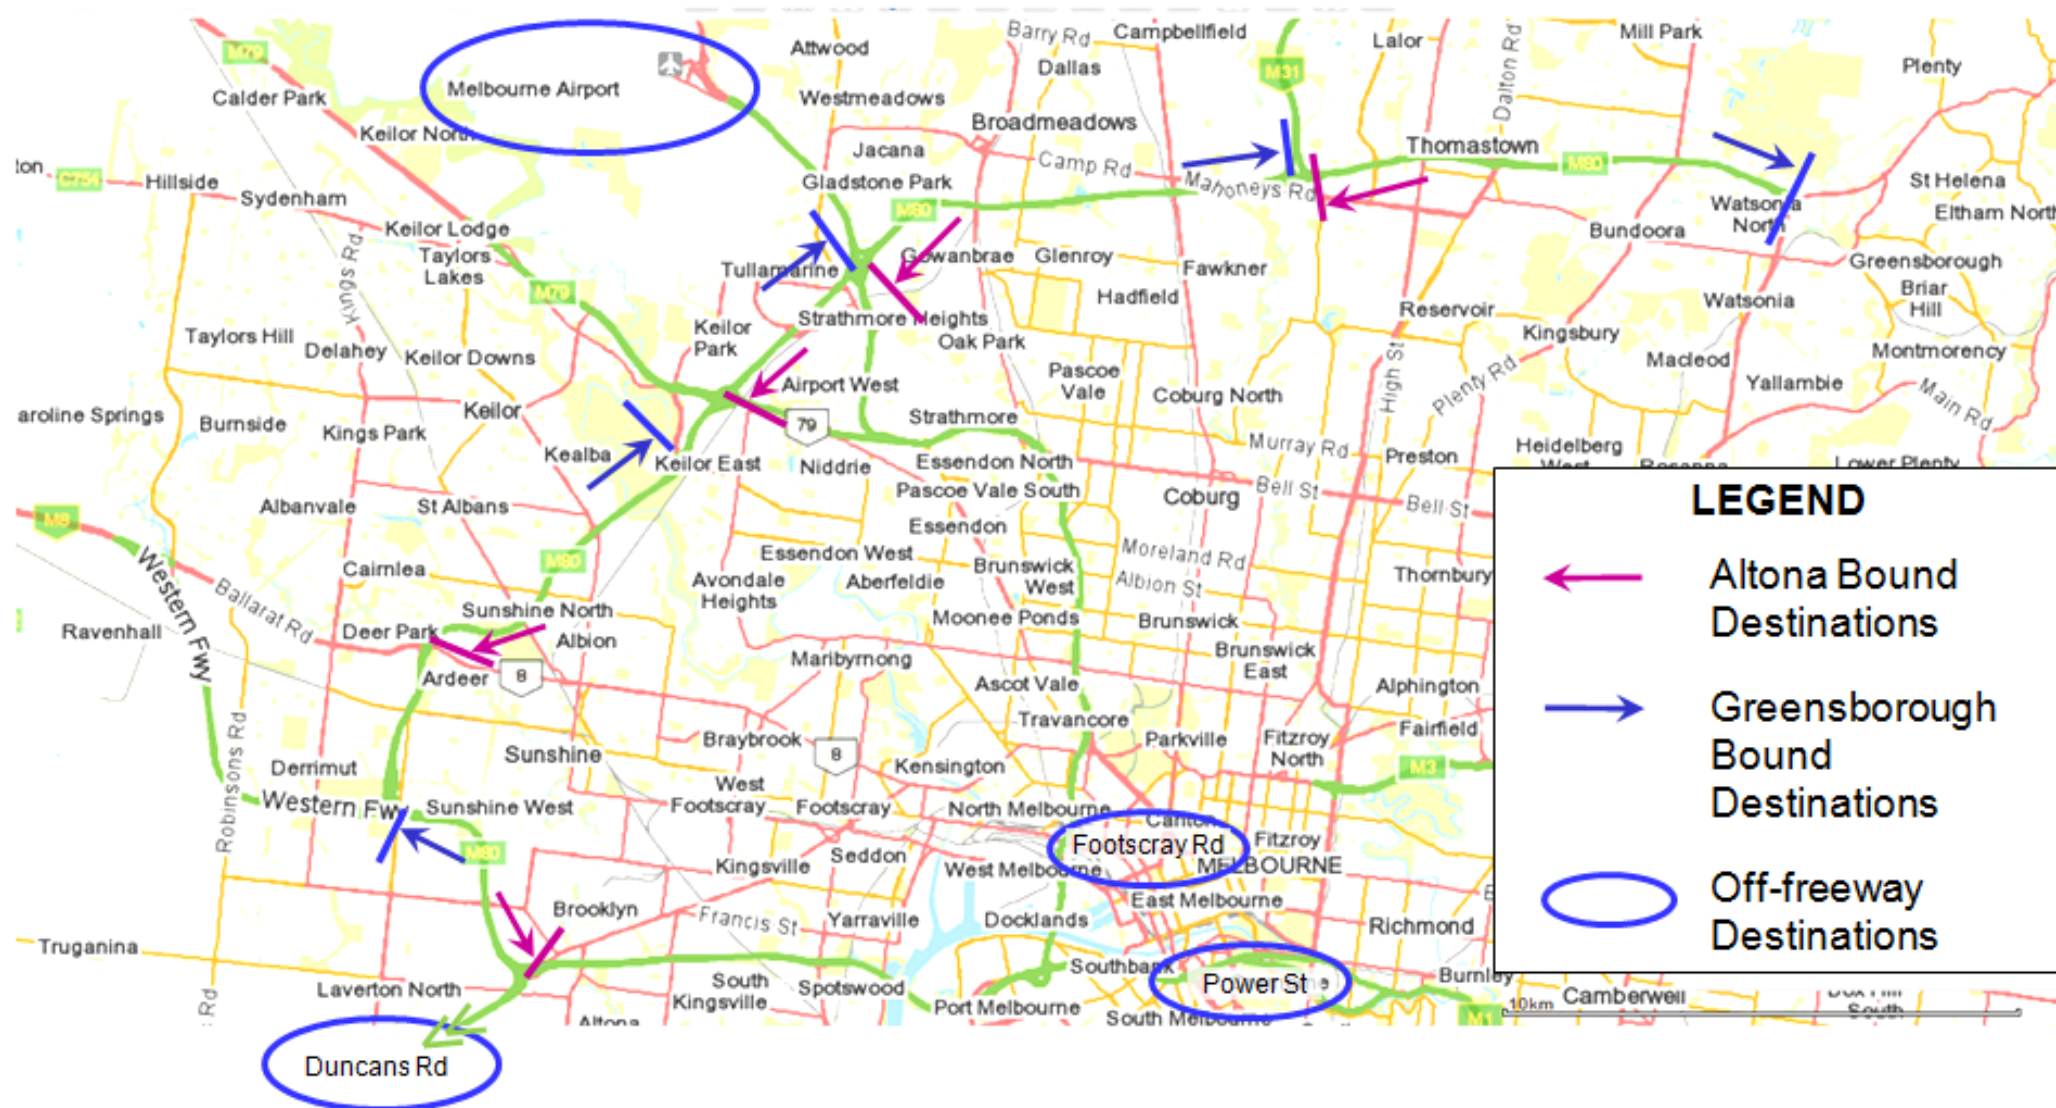 Attwood
Barry Rd
Campbellfield
Lalor
Dalton Rd
Mill Park
M79
Melbourne Airport
Dallas
M31
Plenty
Calder Park
Westmeadows
Keilor North
Broadmeadows
Thomastown
Jacana
Camp Rd
M80
C754
Hillside
Gladstone Park
Mahoneys Rd
St Helena
Sydenham
M80
Watsonia
North
Eltham North
Keilor Lodge
Bundoora
Taylors
Lakes
Kings Rd
Tullamarine
Gowanbrae
Glenroy
Fawkner
Greensborough
M79
Hadfield
Watsonia
Briar
Hill
Taylors Hill
Delahey
Keilor Downs
Keilor
Park
Strathmore Heights
Oak Park
Reservoir
Kingsbury
Macleod
Montmorency
Airport West
Pascoe
Vale
Coburg North
High St
Plenty Rd
Yallambie
Main Rd
aroline Springs
Burnside
Keilor
Kings Park
79
Strathmore
Murray Rd
Preston
Heidelberg
West
Rosanna
Lower Plenty
Kealba
Keilor East
Niddrie
Essendon North
Pascoe Vale South
Coburg
Bell St
Bell St
M8
Albanvale
St Albans
Essendon
Western Fwy
M80
Essendon West
Moreland Rd
Cairnlea
Avondale
Heights
Aberfeldie
Brunswick
West
Albion St
Thornbury
Ballarat Rd
Sunshine North
Moonee Ponds
Brunswick
Ravenhall
Deer Park
Albion
Maribyrnong
Brunswick
East
Ardeer
8
Ascot Vale
Alphington
Travancore
Fairfield
Robinsons Rd
Sunshine
Braybrook
8
Parkville
Fitzroy
North
Derrimut
Kensington
M3
Western Fwy
Sunshine West
West
Footscray
Footscray
North Melbourne
Carlton
Fitzroy
M80
Kingsville
Seddon
West Melbourne
Footscray Rd
MELBOURNE
Brooklyn
Francis St
Yarraville
Docklands
East Melbourne
Richmond
Truganina
Southbank
Burnley
Laverton North
South
Kingsville
Spotswood
Port Melbourne
Power St
Rd
Altona
South Melbourne
M1
10km
Camberwell
Box Hill
South
Duncans Rd
LEGEND
Altona Bound
Destinations
Greensborough
Bound
Destinations
Off-freeway
Destinations